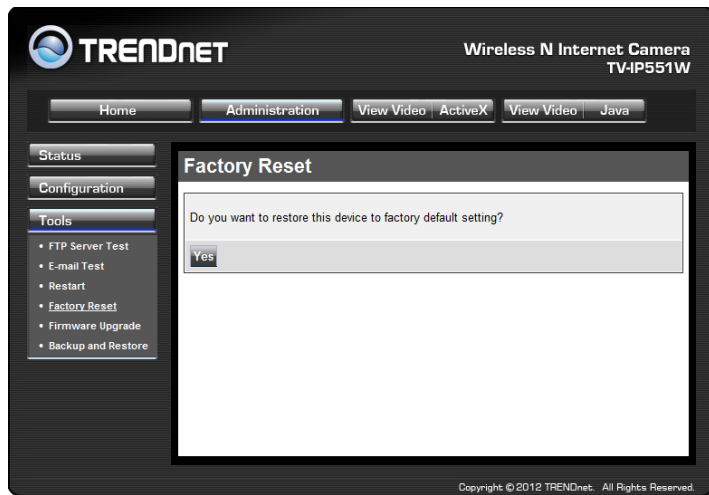 TRENDNET
Wireless N Internet Camera
TV-IP551W
Home
Administration
View Video | ActiveX
View Video | Java
Status
Configuration
Tools
• FTP Server Test
• E-mail Test
• Restart
• Factory Reset
• Firmware Upgrade
• Backup and Restore
Factory Reset
Do you want to restore this device to factory default setting?
Yes
Copyright © 2012 TRENDnet. All Rights Reserved.